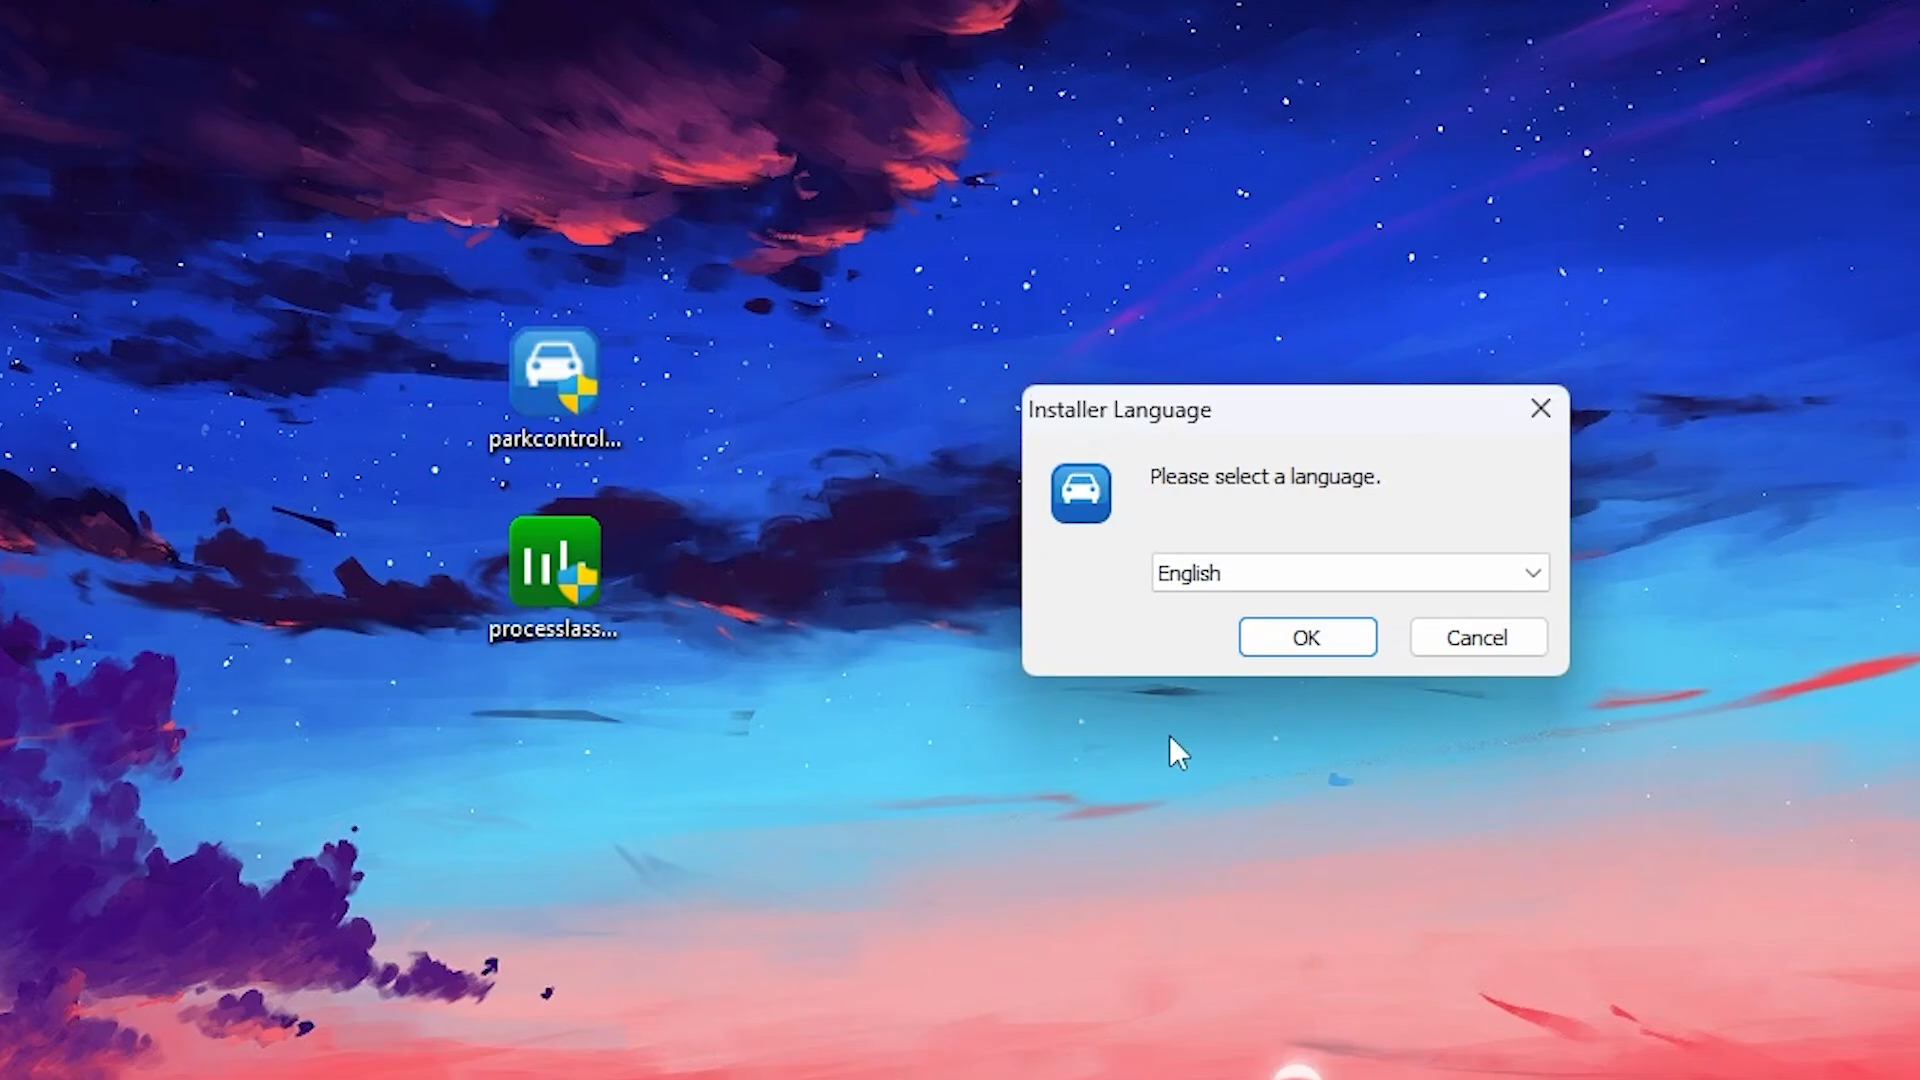 parkcontrol...
processlass...
Installer Language
Please select a language.
English
OK
Cancel